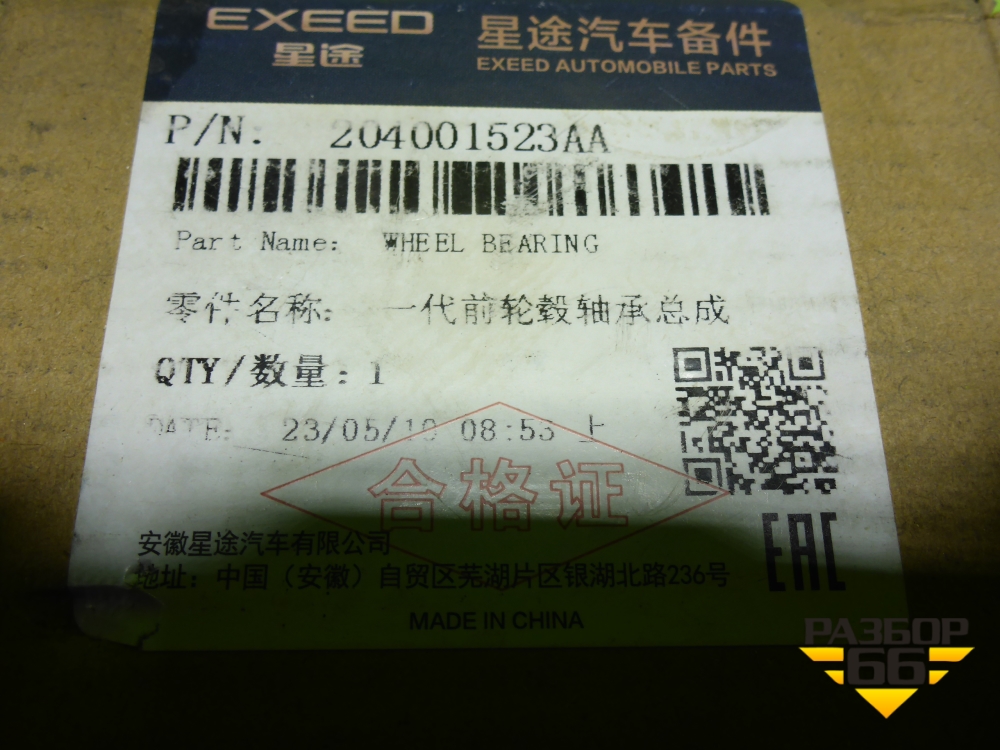 EXEED
星途
星途汽车备件
EXEED AUTOMOBILE PARTS
P/N: 204001523AA
Part Name: WHEEL BEARING
零件名称: 一代前轮毂轴承总成
QTY/数量: 1
DATE: 23/05/10 08:53 上
合格证
安徽星途汽车有限公司
地址：中国（安徽）自贸区芜湖片区银湖北路236号
EAC
MADE IN CHINA
РАЗБОР
66